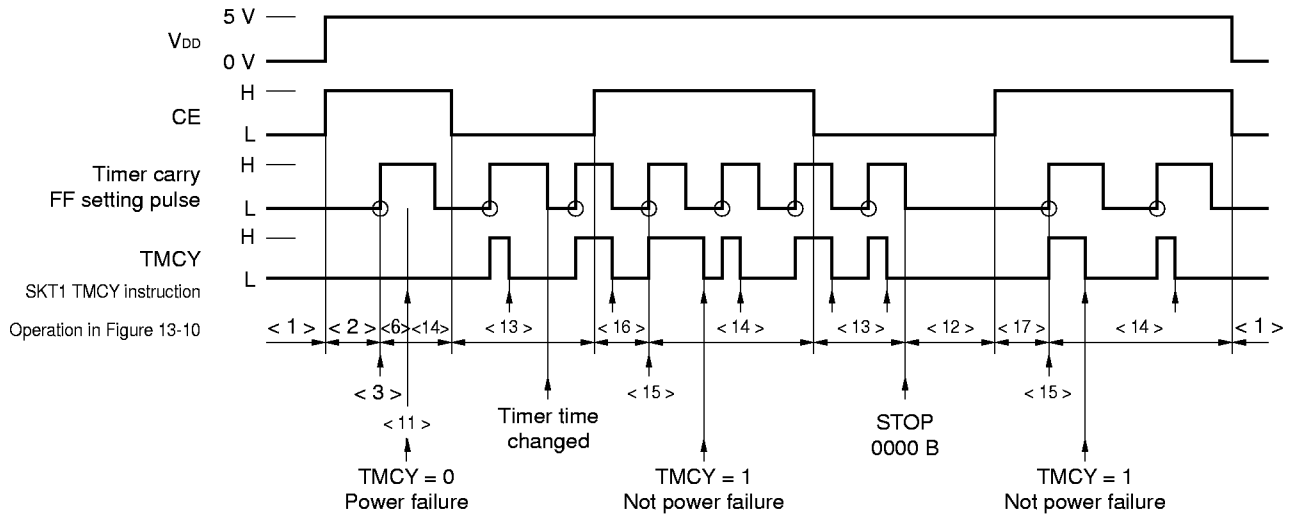 5 V
VDD
0 V
H
CE
L
H
Timer carry
FF setting pulse
L
H
TMCY
L
SKT1 TMCY instruction
Operation in Figure 13-10
< 1 > < 2 > < 6 > < 14 > < 13 > < 16 > < 14 > < 13 > < 12 > < 17 > < 14 > < 1 >
< 3 > < 15 > < 15 >
< 11 >
Timer time
changed
STOP
0000 B
TMCY = 0
Power failure
TMCY = 1
Not power failure
TMCY = 1
Not power failure